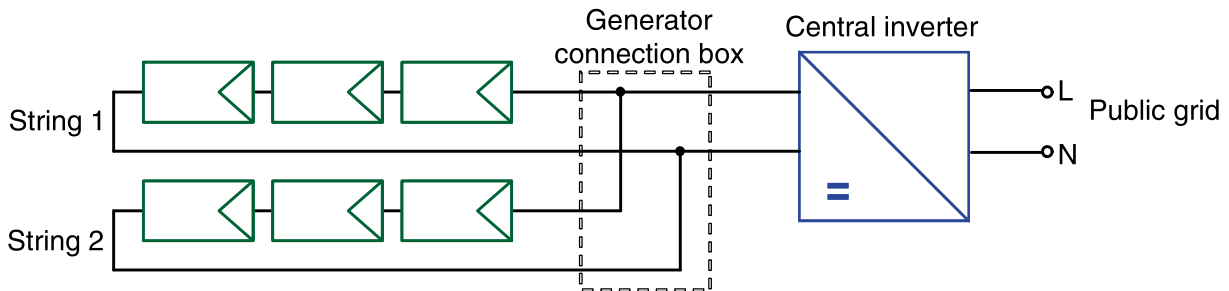 Generator
connection box
Central inverter
String 1
L
Public grid
N
String 2